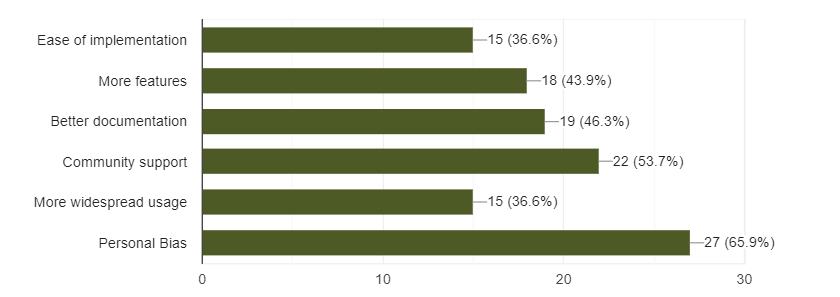 Ease of implementation 15 (36.6%)
More features 18 (43.9%)
Better documentation 19 (46.3%)
Community support 22 (53.7%)
More widespread usage 15 (36.6%)
Personal Bias 27 (65.9%)
0 10 20 30